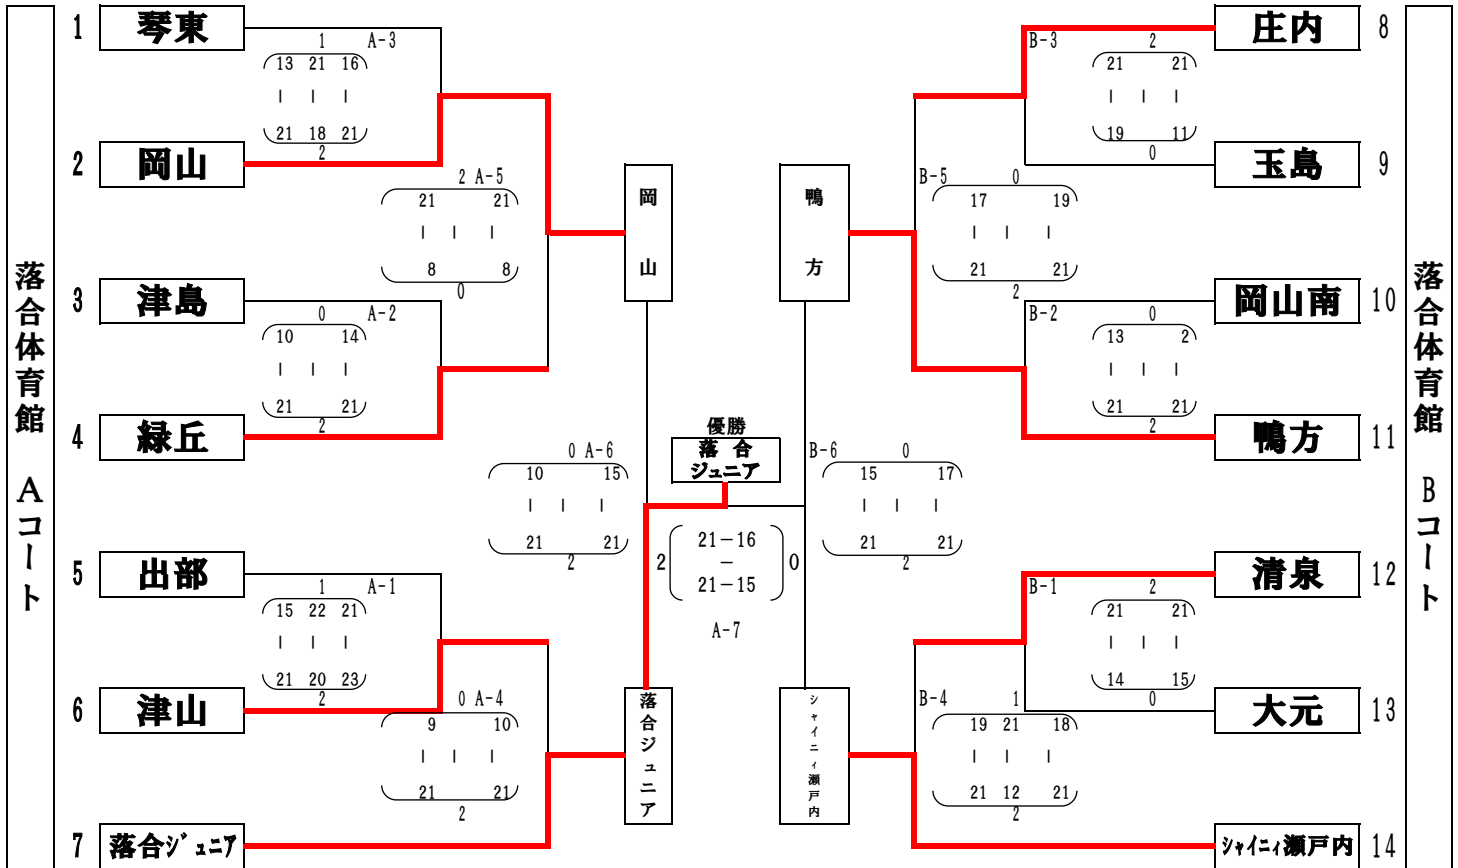 落合体育館 Aコート
1 琴東
1 A-3
13 21 16
| | |
21 18 21
2
2 岡山
2 A-5
21 21
| | |
8 8
0
3 津島
0 A-2
10 14
| | |
21 21
2
4 緑丘
0 A-6
10 15
| | |
21 21
2
5 出部
1 A-1
15 22 21
| | |
21 20 23
2
6 津山
0 A-4
9 10
| | |
21 21
2
7 落合ジュニア
岡山
落合ジュニア
優勝
落合
ジュニア
21-16
2 - 0
21-15
A-7
鴨方
シャイニィ瀬戸内
庄内 8
B-3 2
21 21
| | |
19 11
0
玉島 9
B-5 0
17 19
| | |
21 21
2
岡山南 10
B-2 0
13 2
| | |
21 21
2
鴨方 11
B-6 0
15 17
| | |
21 21
2
清泉 12
B-1 2
21 21
| | |
14 15
0
大元 13
B-4 1
19 21 18
| | |
21 12 21
2
シャイニィ瀬戸内 14
落合体育館 Bコート